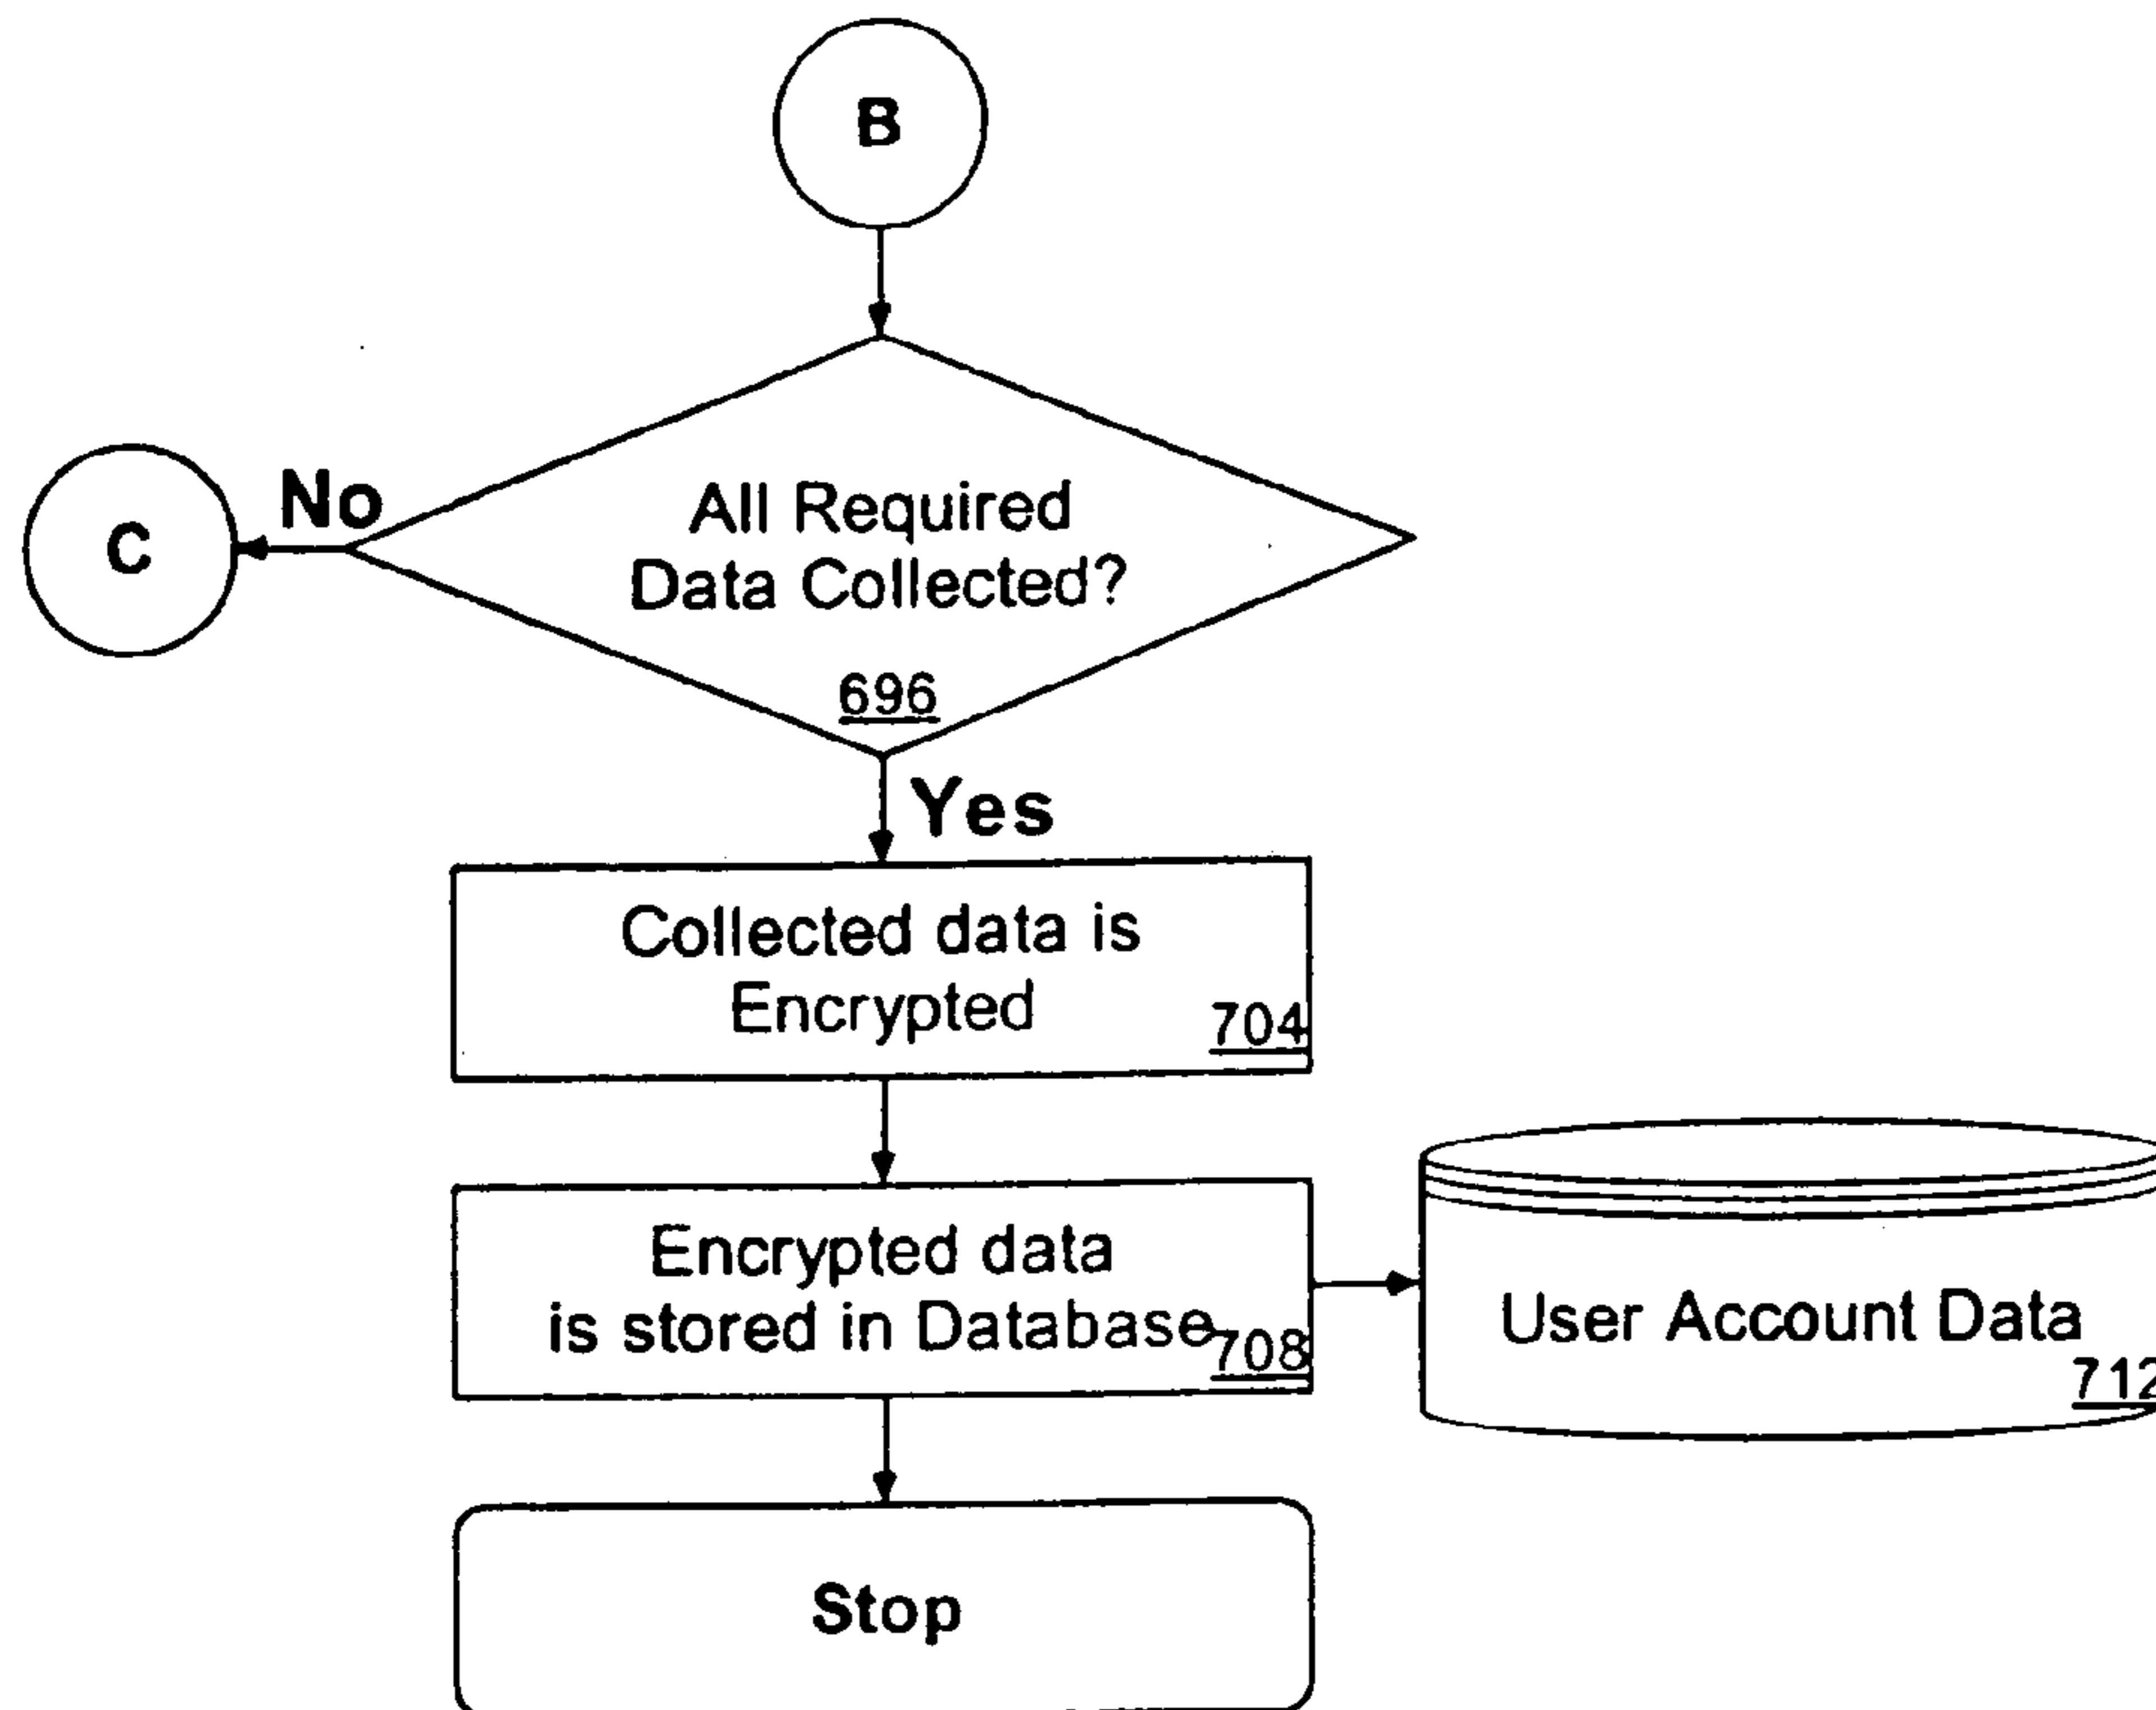 B
No
C
All Required
Data Collected?
696
Yes
Collected data is
Encrypted
704
Encrypted data
is stored in Database
708
User Account Data
712
Stop